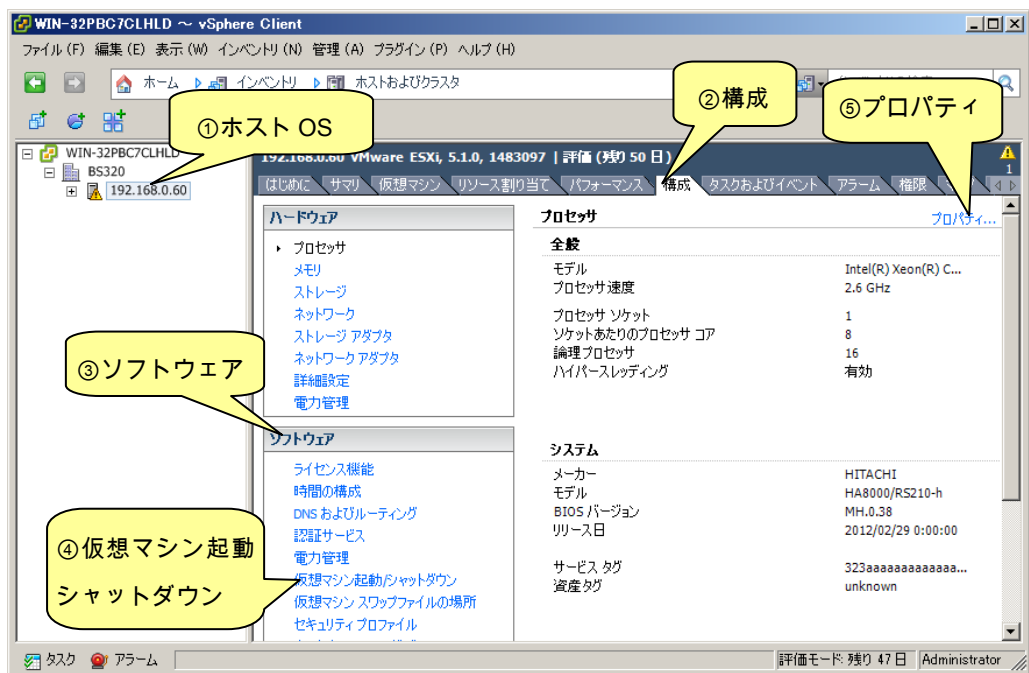 WIN-32PBC7CLHLD ～ vSphere Client
ファイル(F) 編集(E) 表示(W) インベントリ(N) 管理(A) プラグイン(P) ヘルプ(H)
ホーム インベントリ ホストおよびクラスタ
①ホスト OS
②構成
⑤プロパティ
WIN-32PBC7CLHLD
BS320
192.168.0.60
192.168.0.60 VMware ESXi, 5.1.0, 1483097 | 評価 (残り 50 日)
1
はじめに サマリ 仮想マシン リソース割り当て パフォーマンス 構成 タスクおよびイベント アラーム 権限
ハードウェア
プロセッサ
メモリ
ストレージ
ネットワーク
ストレージ アダプタ
ネットワーク アダプタ
詳細設定
電力管理
③ソフトウェア
ソフトウェア
ライセンス機能
時間の構成
DNS およびルーティング
認証サービス
電力管理
仮想マシン起動/シャットダウン
仮想マシン スワップファイルの場所
セキュリティ プロファイル
④仮想マシン起動
シャットダウン
プロセッサ
プロパティ...
全般
モデル Intel(R) Xeon(R) C...
プロセッサ速度 2.6 GHz
プロセッサ ソケット 1
ソケットあたりのプロセッサ コア 8
論理プロセッサ 16
ハイパースレッディング 有効
システム
メーカー HITACHI
モデル HA8000/RS210-h
BIOS バージョン MH.0.38
リリース日 2012/02/29 0:00:00
サービス タグ 323aaaaaaaaaaaaa...
資産タグ unknown
タスク アラーム
評価モード: 残り 47 日 Administrator